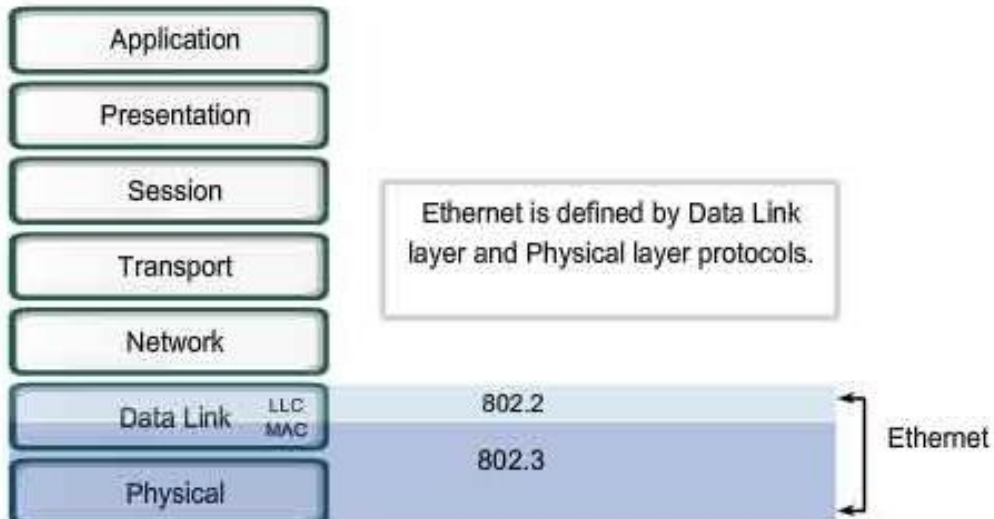 Application
Presentation
Session
Transport
Network
Data Link
LLC
MAC
Physical
Ethernet is defined by Data Link
layer and Physical layer protocols.
802.2
802.3
Ethernet